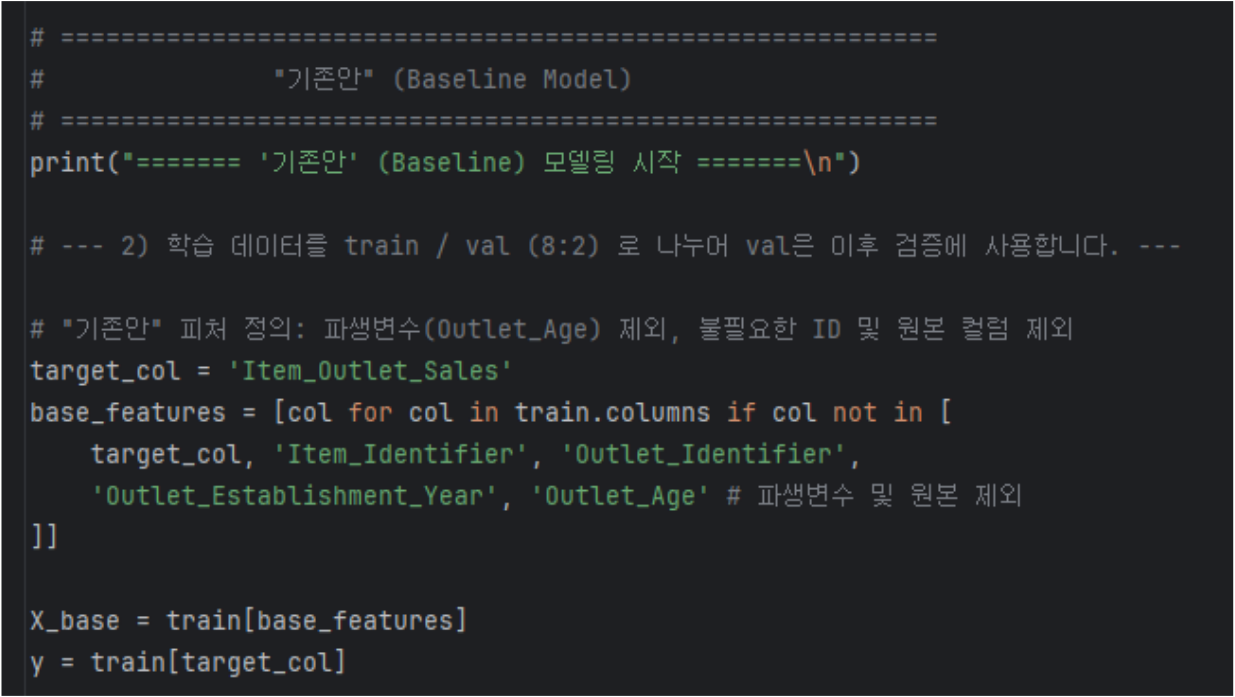 # ==========================================================
#               "기존안" (Baseline Model)
# ==========================================================
print("======= '기존안' (Baseline) 모델링 시작 =======\n")
# --- 2) 학습 데이터를 train / val (8:2) 로 나누어 val은 이후 검증에 사용합니다. ---
# "기존안" 피처 정의: 파생변수(Outlet_Age) 제외, 불필요한 ID 및 원본 컬럼 제외
target_col = 'Item_Outlet_Sales'
base_features = [col for col in train.columns if col not in [
    target_col, 'Item_Identifier', 'Outlet_Identifier',
    'Outlet_Establishment_Year', 'Outlet_Age' # 파생변수 및 원본 제외
]]
X_base = train[base_features]
y = train[target_col]